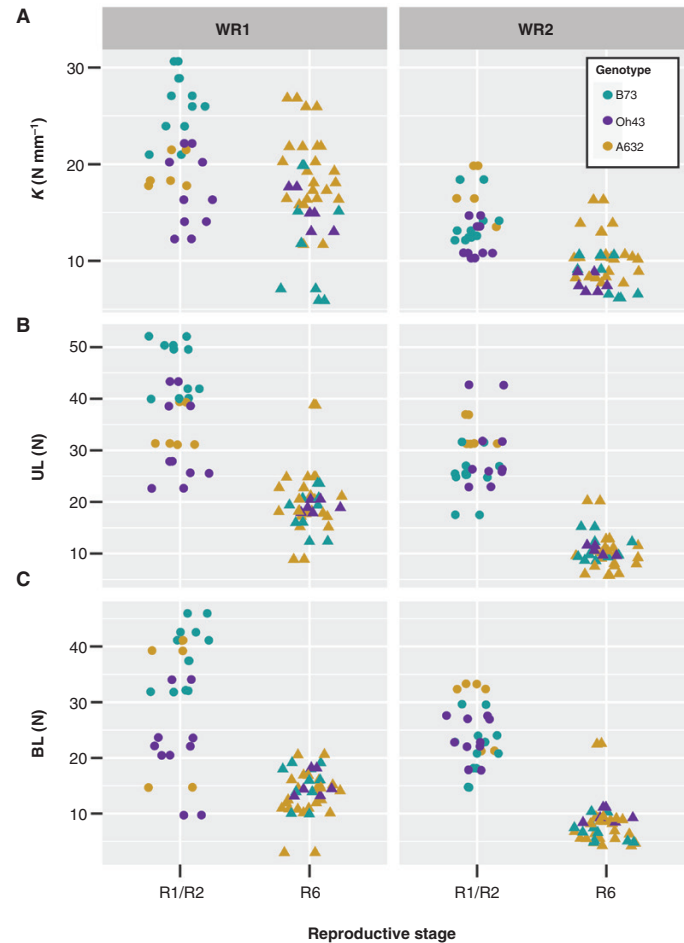 A
WR1
WR2
K (N mm⁻¹)
30
20
10
Genotype
B73
Oh43
A632
B
UL (N)
50
40
30
20
10
C
BL (N)
40
30
20
10
R1/R2
R6
R1/R2
R6
Reproductive stage